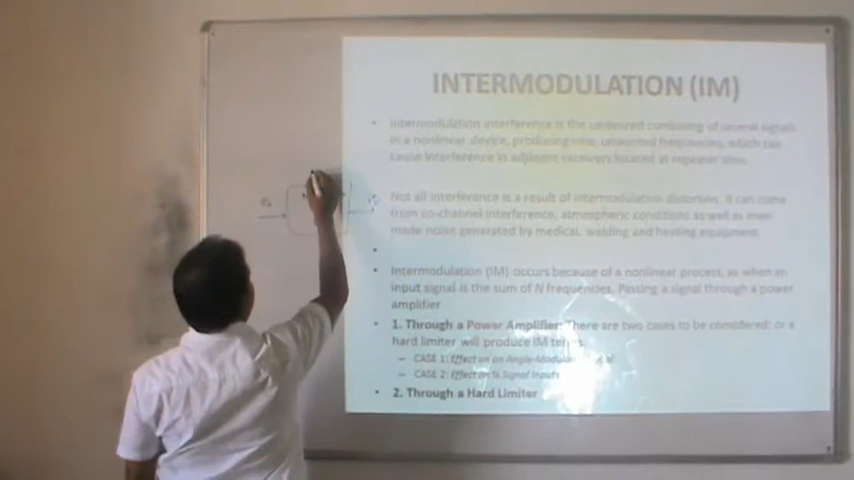 INTERMODULATION (IM)
• Intermodulation interference is the undesired combining of several signals
in a nonlinear device, producing new, unwanted frequencies, which can
cause interference in adjacent receivers located at repeater sites.
Not all interference is a result of intermodulation distortion. It can come
from co-channel interference, atmospheric conditions as well as man
made noise generated by medical, welding and heating equipment.
•
• Intermodulation (IM) occurs because of a nonlinear process, as when an
input signal is the sum of N frequencies. Passing a signal through a power
amplifier
• 1. Through a Power Amplifier: There are two cases to be considered: or a
hard limiter will produce IM terms.
– CASE 1: Effect on an Angle-Modulated
– CASE 2: Effect on N Signal Inputs
• 2. Through a Hard Limiter